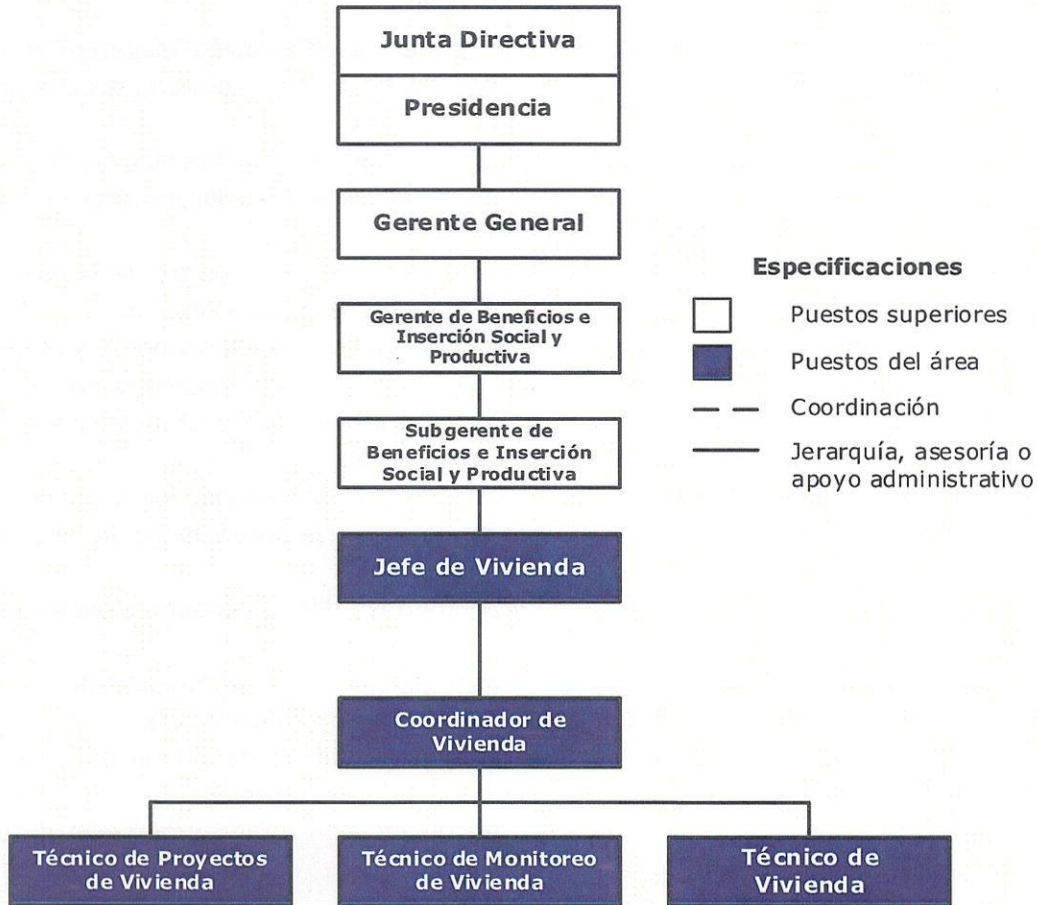 Junta Directiva
Presidencia
Gerente General
Gerente de Beneficios e
Inserción Social y
Productiva
Subgerente de
Beneficios e Inserción
Social y Productiva
Jefe de Vivienda
Coordinador de
Vivienda
Técnico de Proyectos
de Vivienda
Técnico de Monitoreo
de Vivienda
Técnico de
Vivienda
Especificaciones
Puestos superiores
Puestos del área
Coordinación
Jerarquía, asesoría o
apoyo administrativo